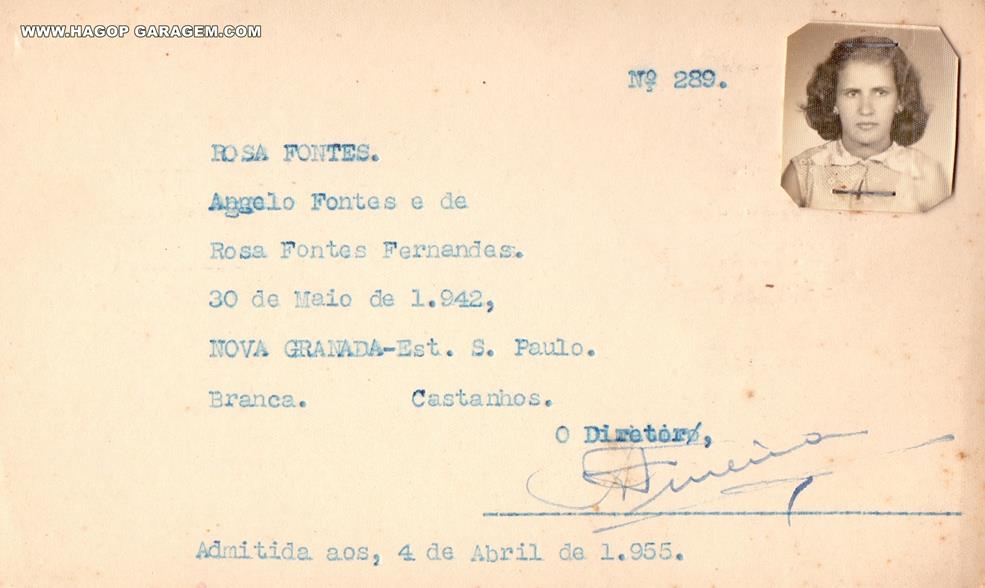 WWW.HAGOP GARAGEM.COM
Nº 289.
ROSA FONTES.
Angelo Fontes e de
Rosa Fontes Fernandes.
30 de Maio de 1.942,
NOVA GRANADA-Est. S. Paulo.
Branca. Castanhos.
O Diretor,
Admitida aos, 4 de Abril de 1.955.